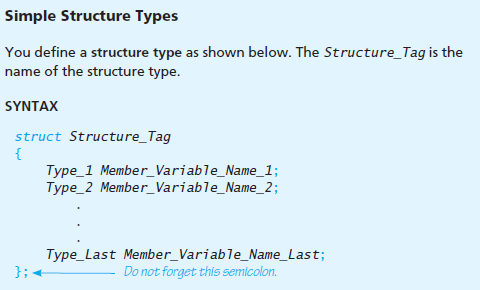 Simple Structure Types
You define a structure type as shown below. The Structure_Tag is the
name of the structure type.
SYNTAX
struct Structure_Tag
{
Type_1 Member_Variable_Name_1;
Type_2 Member_Variable_Name_2;
.
.
.
Type_Last Member_Variable_Name_Last;
}; Do not forget this semicolon.